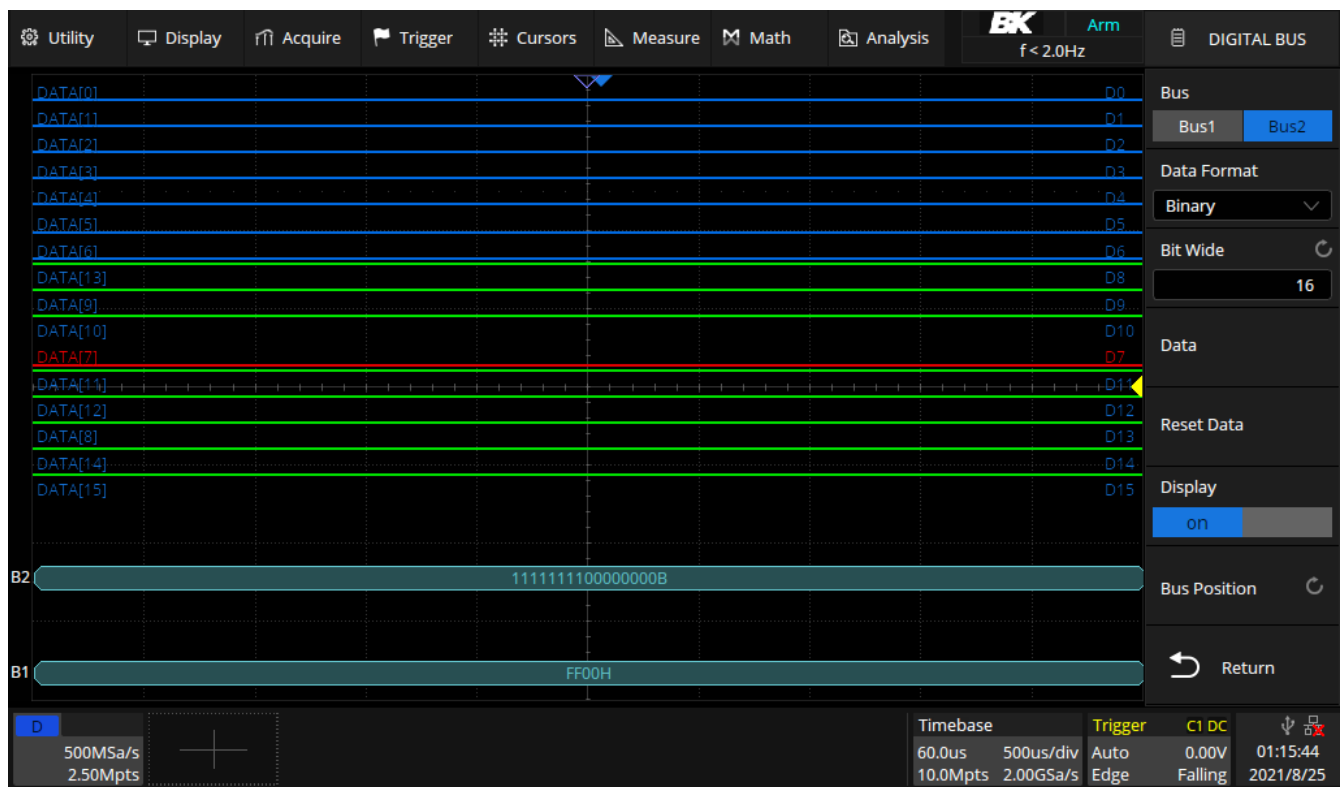 Utility Display Acquire Trigger Cursors Measure Math Analysis BK Arm
f < 2.0Hz
DIGITAL BUS
DATA[0] D0
DATA[1] D1
DATA[2] D2
DATA[3] D3
DATA[4] D4
DATA[5] D5
DATA[6] D6
DATA[13] D8
DATA[9] D9
DATA[10] D10
DATA[7] D7
DATA[11] D11
DATA[12] D12
DATA[8] D13
DATA[14] D14
DATA[15] D15
B2 1111111100000000B
B1 FF00H
Bus
Bus1 Bus2
Data Format
Binary
Bit Wide
16
Data
Reset Data
Display
on
Bus Position
Return
D
500MSa/s
2.50Mpts
Timebase
60.0us 500us/div
10.0Mpts 2.00GSa/s
Trigger C1 DC
Auto 0.00V
Edge Falling
01:15:44
2021/8/25